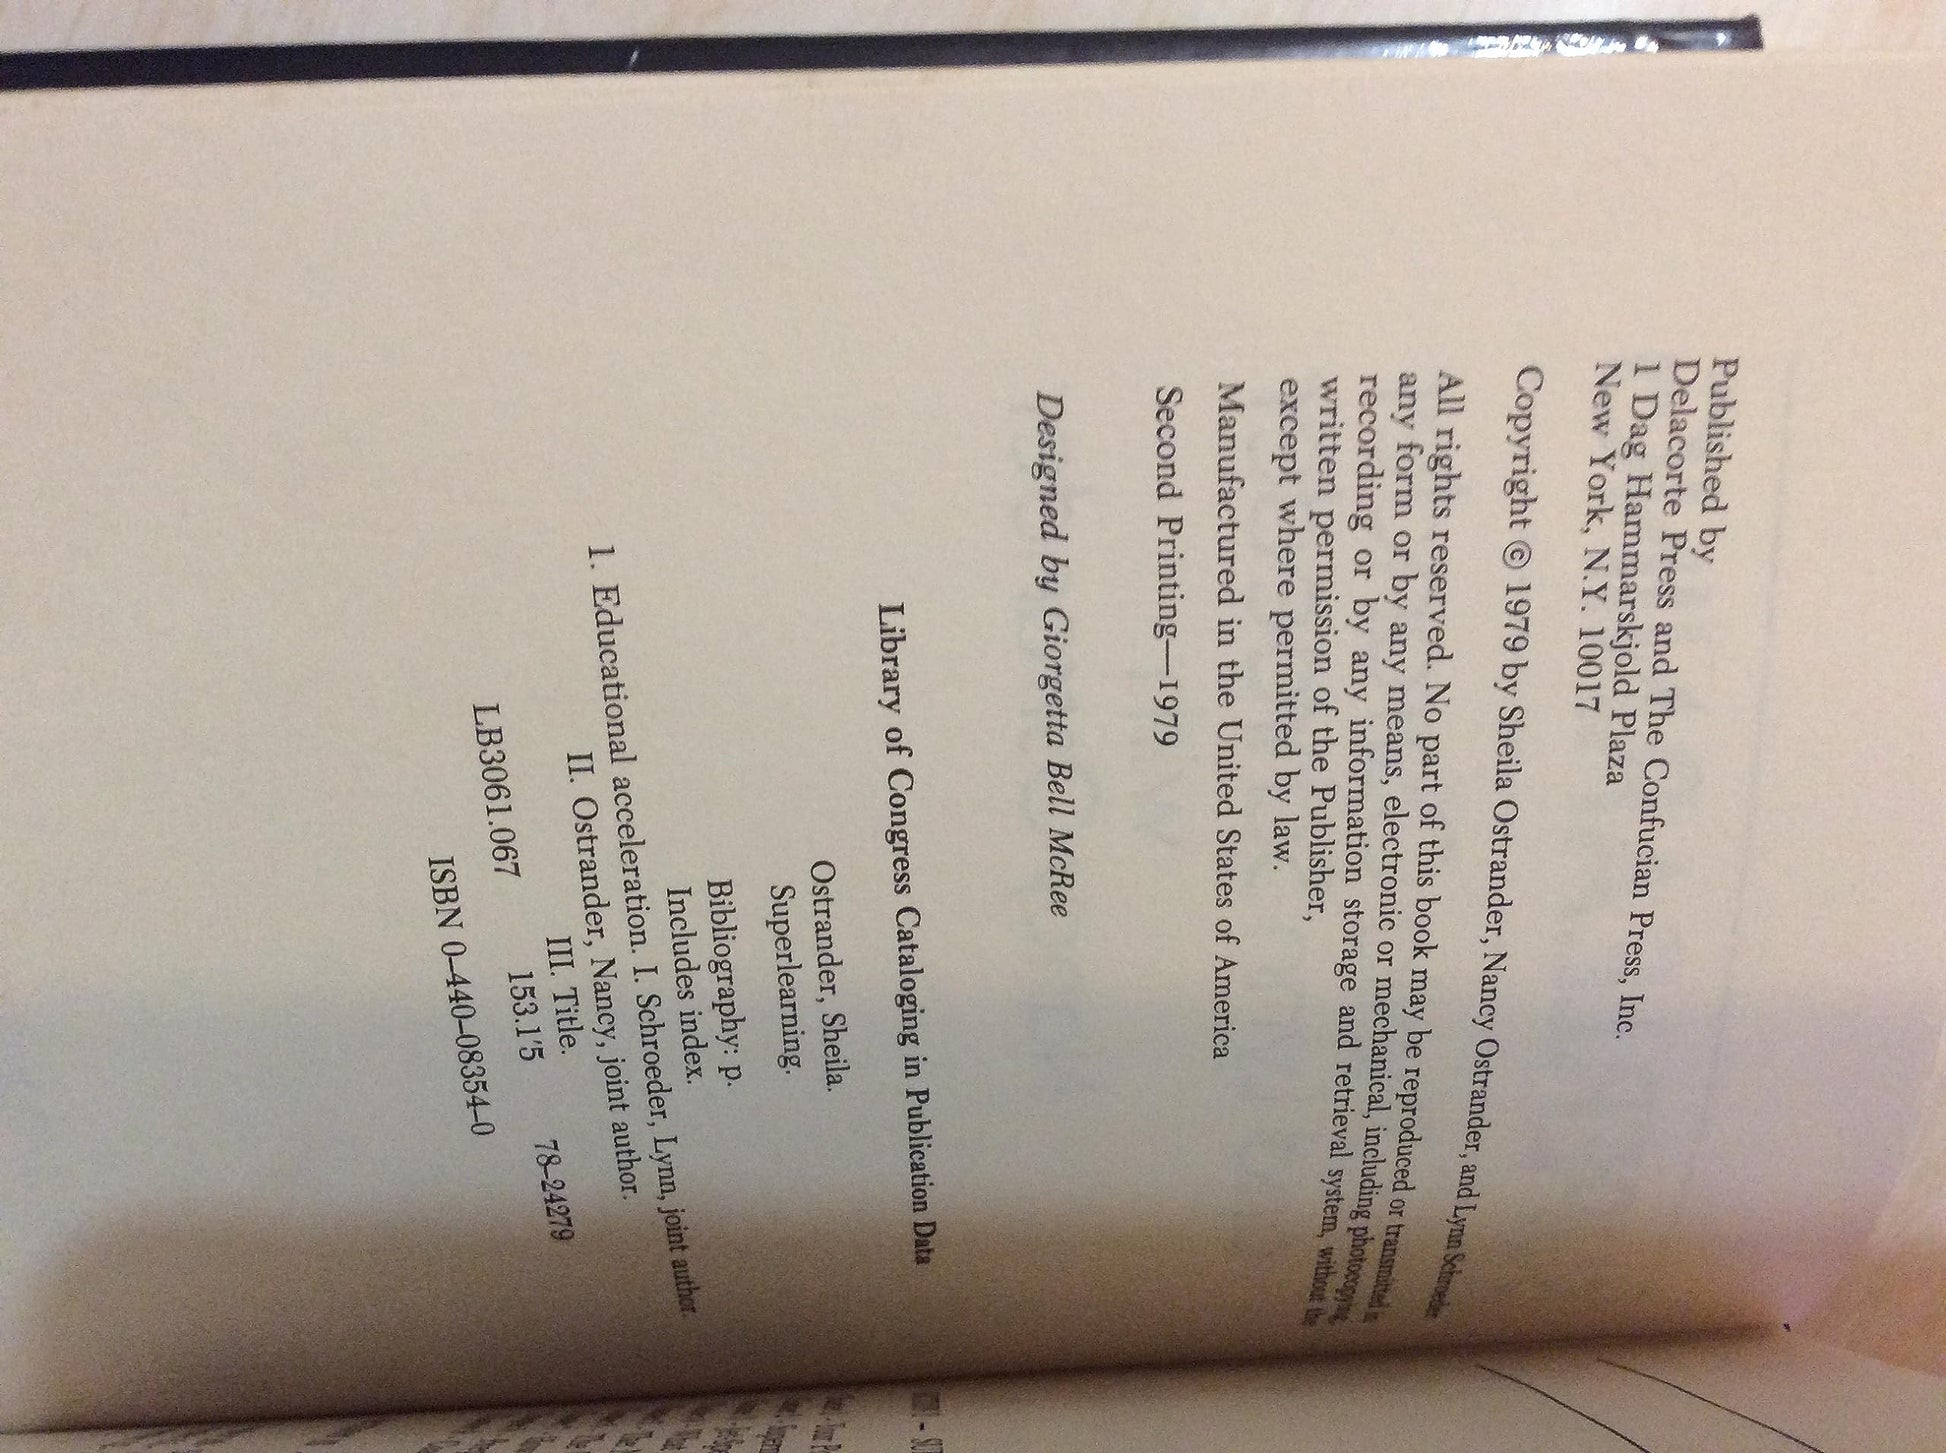 Published by
Delacorte Press and The Confucian Press, Inc.
1 Dag Hammarskjold Plaza
New York, N.Y. 10017
Copyright © 1979 by Sheila Ostrander, Nancy Ostrander, and Lynn Schroeder
All rights reserved. No part of this book may be reproduced or transmitted in
any form or by any means, electronic or mechanical, including photocopying,
recording or by any information storage and retrieval system, without the
written permission of the Publisher,
except where permitted by law.
Manufactured in the United States of America
Second Printing—1979
Designed by Giorgetta Bell McRee
Library of Congress Cataloging in Publication Data
Ostrander, Sheila.
Superlearning.
Bibliography: p.
Includes index.
1. Educational acceleration. I. Schroeder, Lynn, joint author.
II. Ostrander, Nancy, joint author.
III. Title.
LB3061.067 153.1'5 78–24279
ISBN 0–440–08354–0